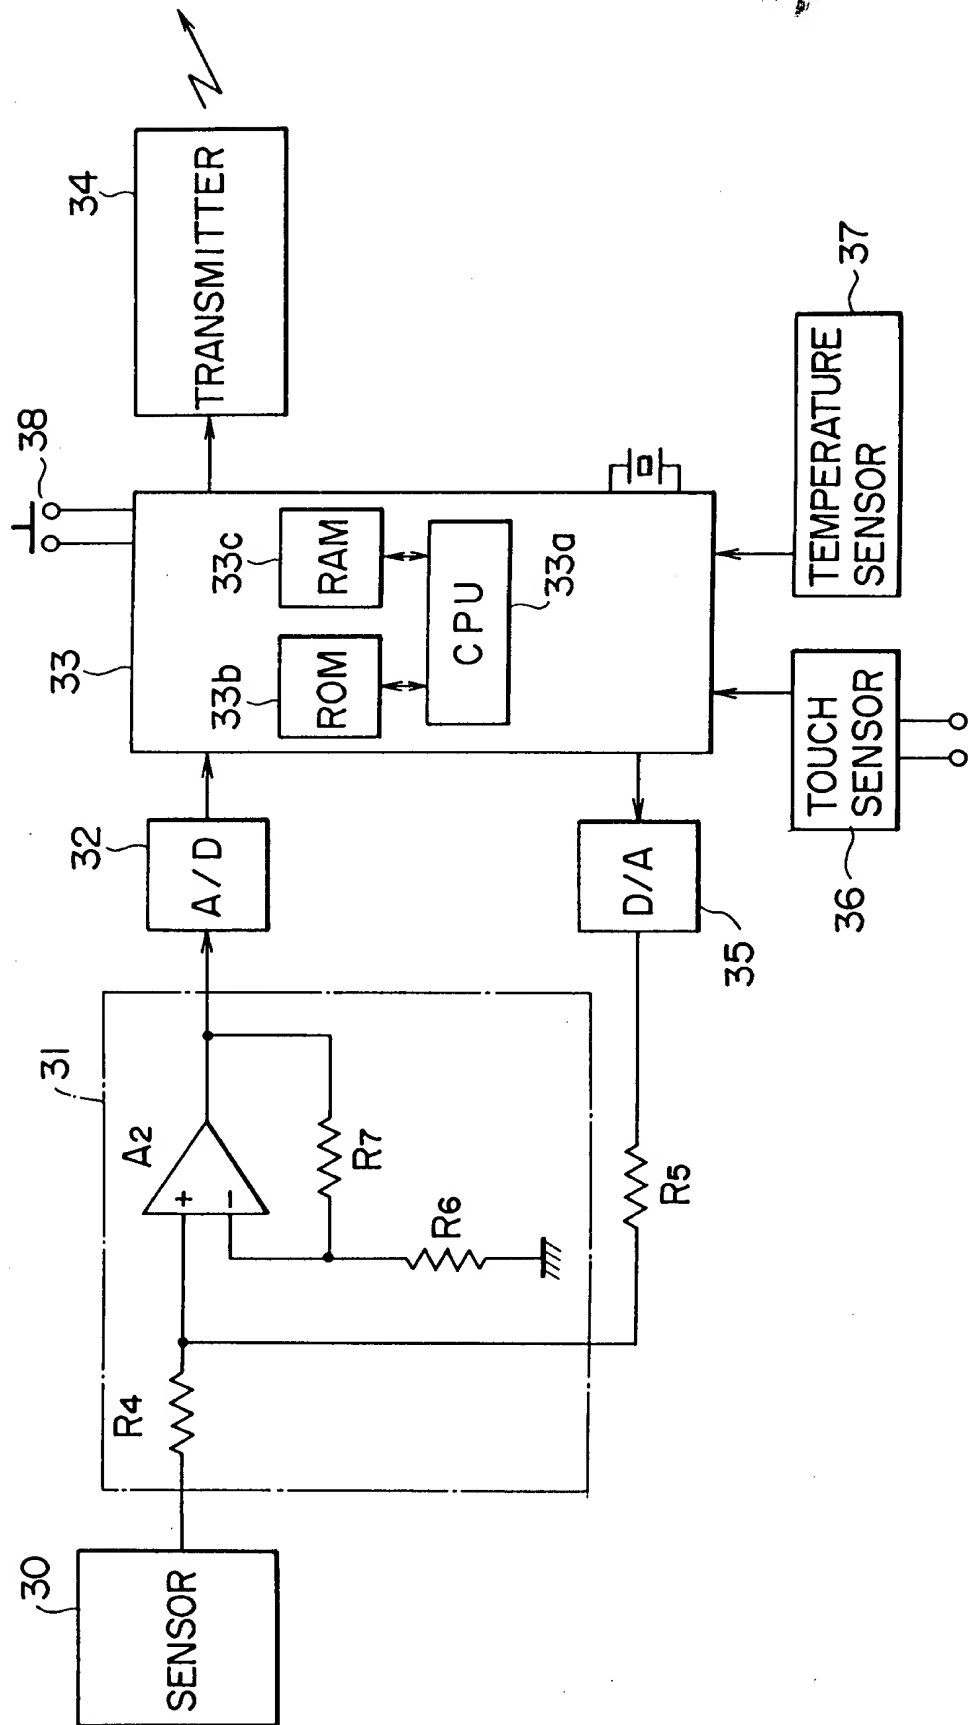 30
SENSOR
31
R4
A2
+
−
R7
R6
R5
32
A/D
D/A
35
33
33b
ROM
33c
RAM
CPU
33a
38
34
TRANSMITTER
36
TOUCH
SENSOR
37
TEMPERATURE
SENSOR